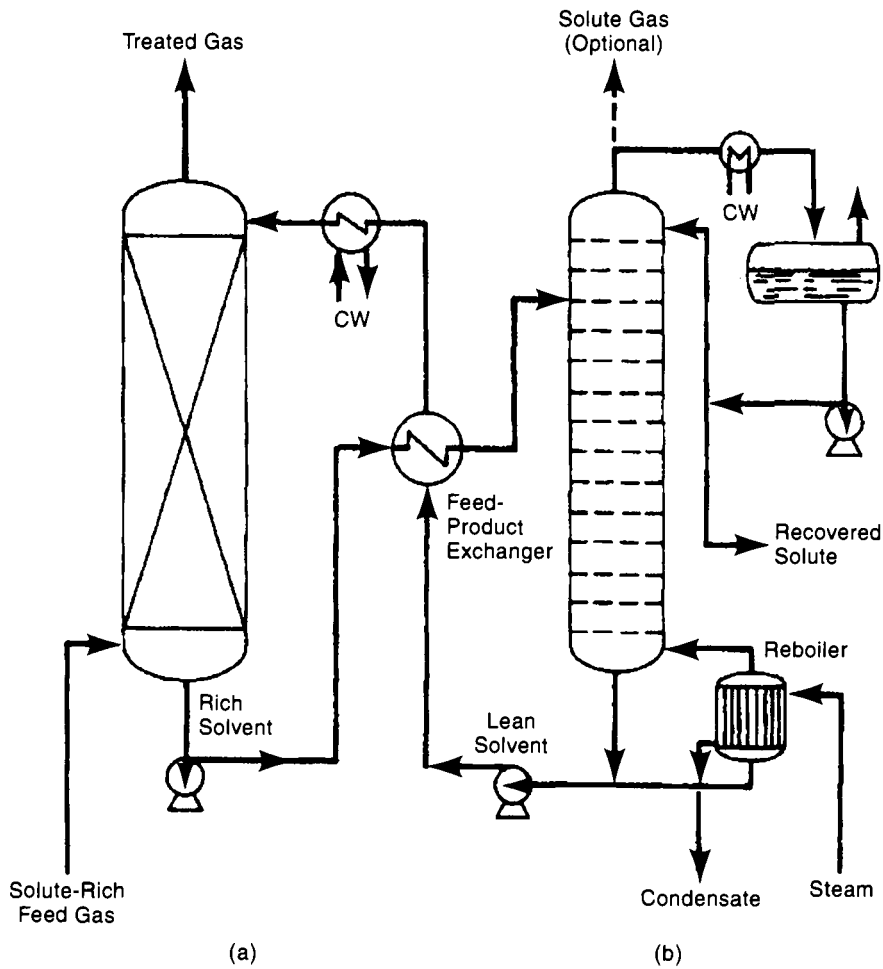 Treated Gas
Solute Gas
(Optional)
CW
CW
Feed-
Product
Exchanger
Recovered
Solute
Reboiler
Rich
Solvent
Lean
Solvent
Solute-Rich
Feed Gas
Condensate
Steam
(a)
(b)